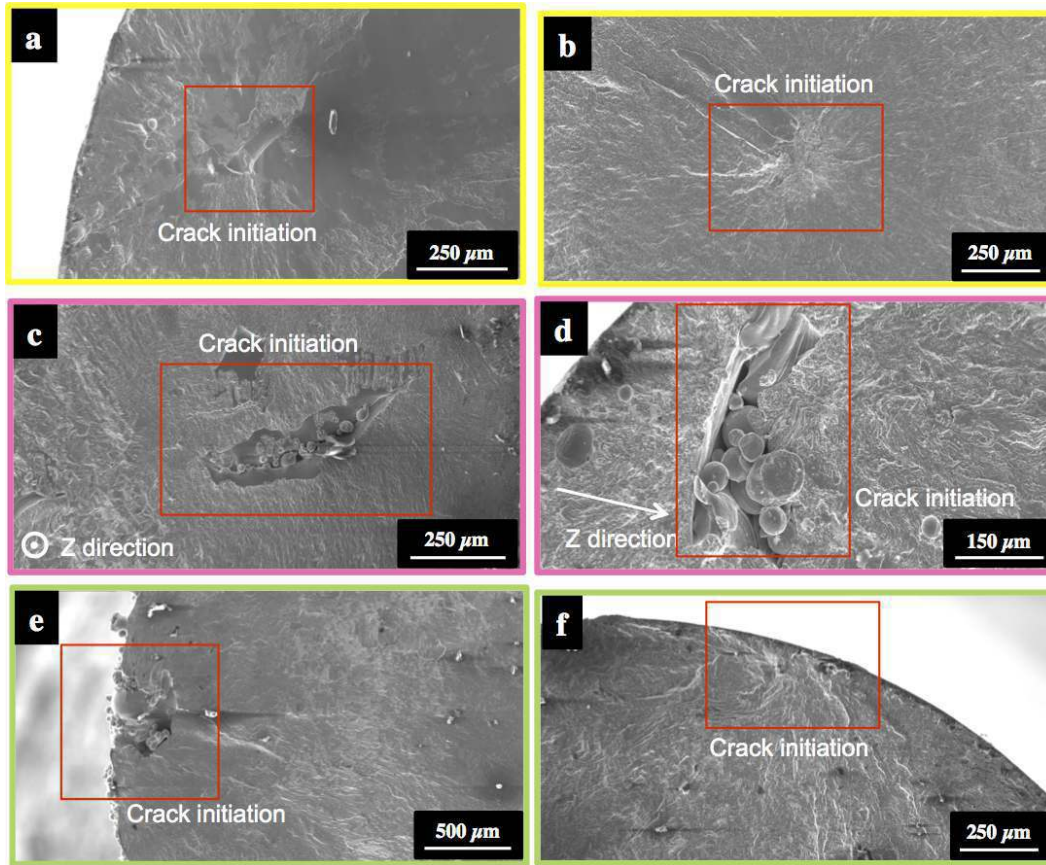 a
Crack initiation
250 µm
b
Crack initiation
250 µm
c
Crack initiation
Z direction
250 µm
d
Z direction
Crack initiation
150 µm
e
Crack initiation
500 µm
f
Crack initiation
250 µm